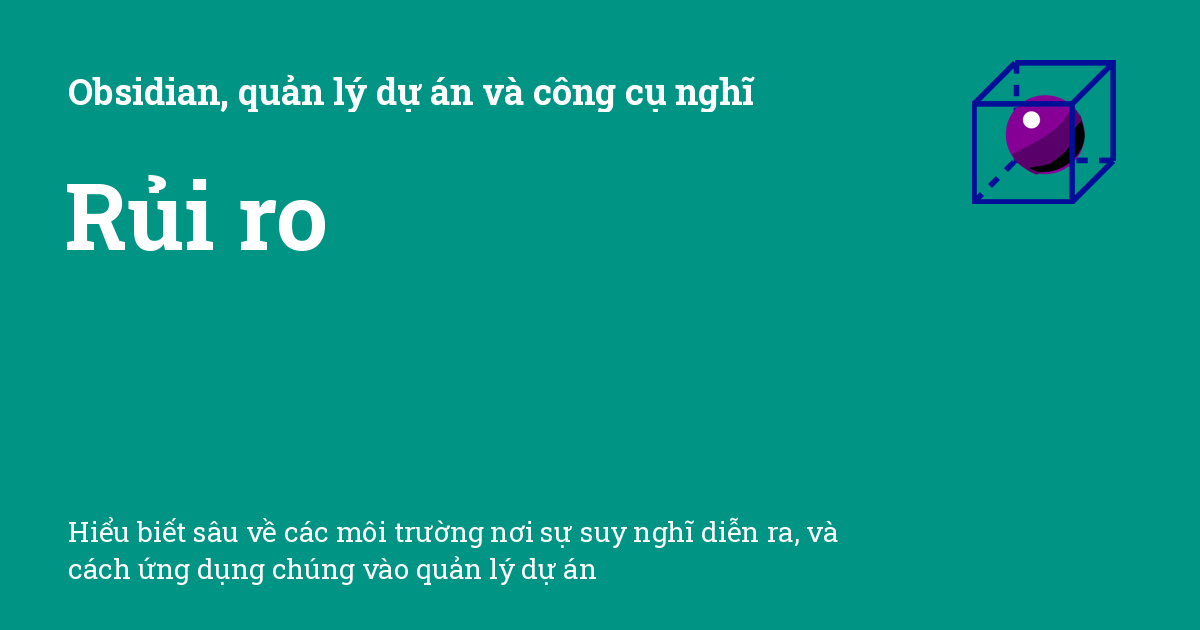 Obsidian, quản lý dự án và công cụ nghĩ
Rủi ro
Hiểu biết sâu về các môi trường nơi sự suy nghĩ diễn ra, và
cách ứng dụng chúng vào quản lý dự án